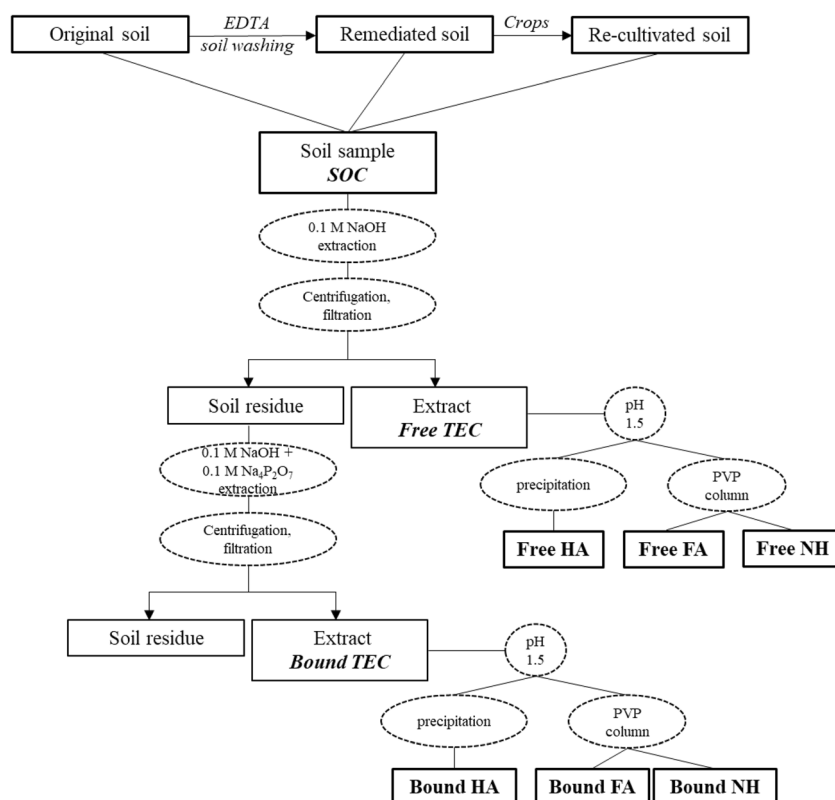 Original soil
EDTA
soil washing
Remediated soil
Crops
Re-cultivated soil
Soil sample
SOC
0.1 M NaOH
extraction
Centrifugation,
filtration
Soil residue
Extract
Free TEC
pH
1.5
0.1 M NaOH +
0.1 M Na₄P₂O₇
extraction
precipitation
PVP
column
Centrifugation,
filtration
Free HA
Free FA
Free NH
Soil residue
Extract
Bound TEC
pH
1.5
precipitation
PVP
column
Bound HA
Bound FA
Bound NH